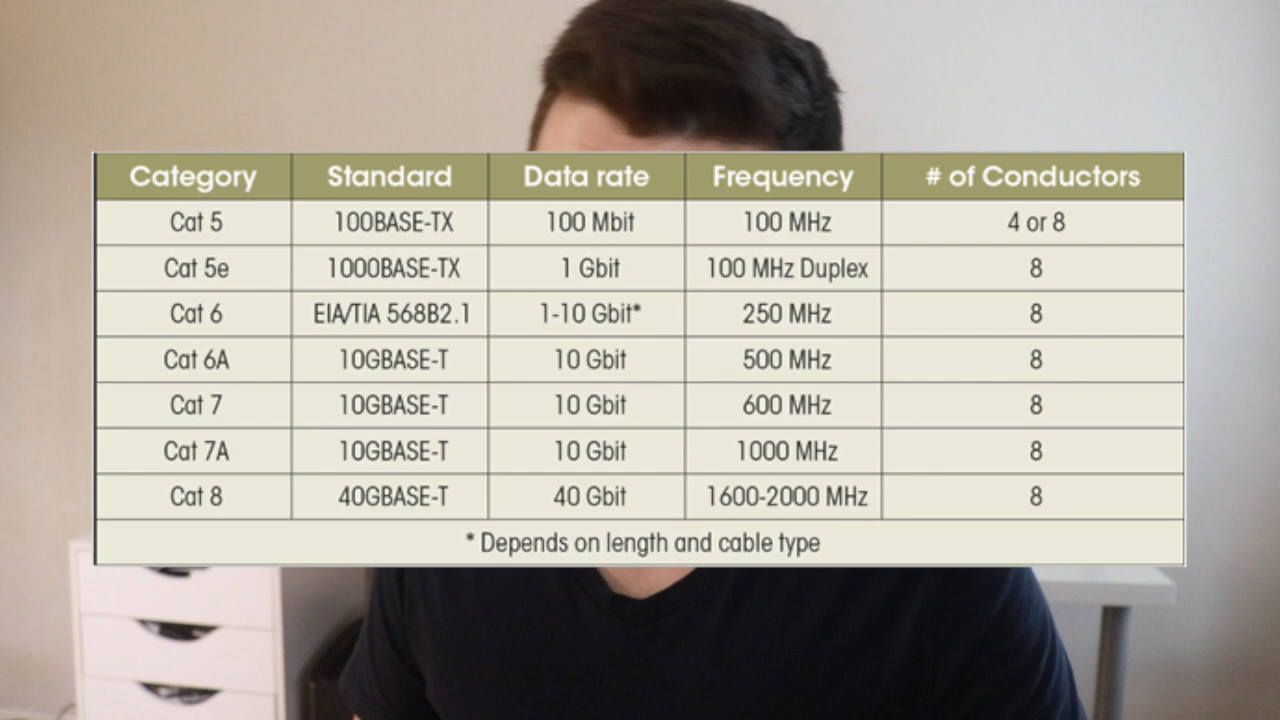 Category Standard Data rate Frequency # of Conductors
Cat 5 100BASE-TX 100 Mbit 100 MHz 4 or 8
Cat 5e 1000BASE-TX 1 Gbit 100 MHz Duplex 8
Cat 6 EIA/TIA 568B2.1 1-10 Gbit* 250 MHz 8
Cat 6A 10GBASE-T 10 Gbit 500 MHz 8
Cat 7 10GBASE-T 10 Gbit 600 MHz 8
Cat 7A 10GBASE-T 10 Gbit 1000 MHz 8
Cat 8 40GBASE-T 40 Gbit 1600-2000 MHz 8
* Depends on length and cable type